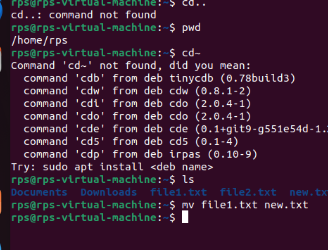 rps@rps-virtual-machine:~$ cd..
cd..: command not found
rps@rps-virtual-machine:~$ pwd
/home/rps
rps@rps-virtual-machine:~$ cd~
Command 'cd~' not found, did you mean:
command 'cdb' from deb tinycdb (0.78build3)
command 'cdw' from deb cdw (0.8.1-2)
command 'cdi' from deb cdo (2.0.4-1)
command 'cdo' from deb cdo (2.0.4-1)
command 'cde' from deb cde (0.1+git9-g551e54d-1.
command 'cd5' from deb cd5 (0.1-4)
command 'cdp' from deb irpas (0.10-9)
Try: sudo apt install <deb name>
rps@rps-virtual-machine:~$ ls
Documents Downloads file1.txt file2.txt new.tx
rps@rps-virtual-machine:~$ mv file1.txt new.txt
rps@rps-virtual-machine:~$